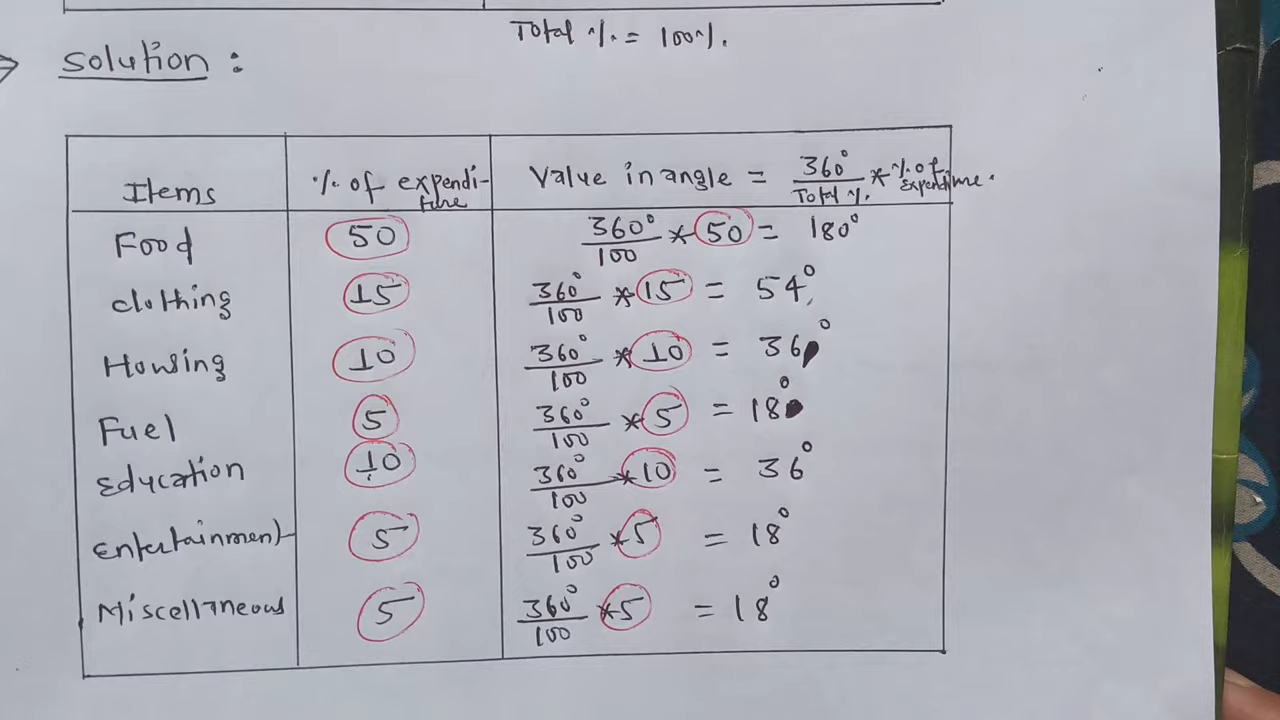 Total % = 100%.
Solution :
Items
% of expendi-
ture
Value in angle = 360° / Total % * % of Expenditure.
Food 50 360°/100 * 50 = 180°
clothing 15 360°/100 * 15 = 54°
Housing 10 360°/100 * 10 = 36°
Fuel 5 360°/100 * 5 = 18°
Education 10 360°/100 * 10 = 36°
Entertainment 5 360°/100 * 5 = 18°
Miscellaneous 5 360°/100 * 5 = 18°